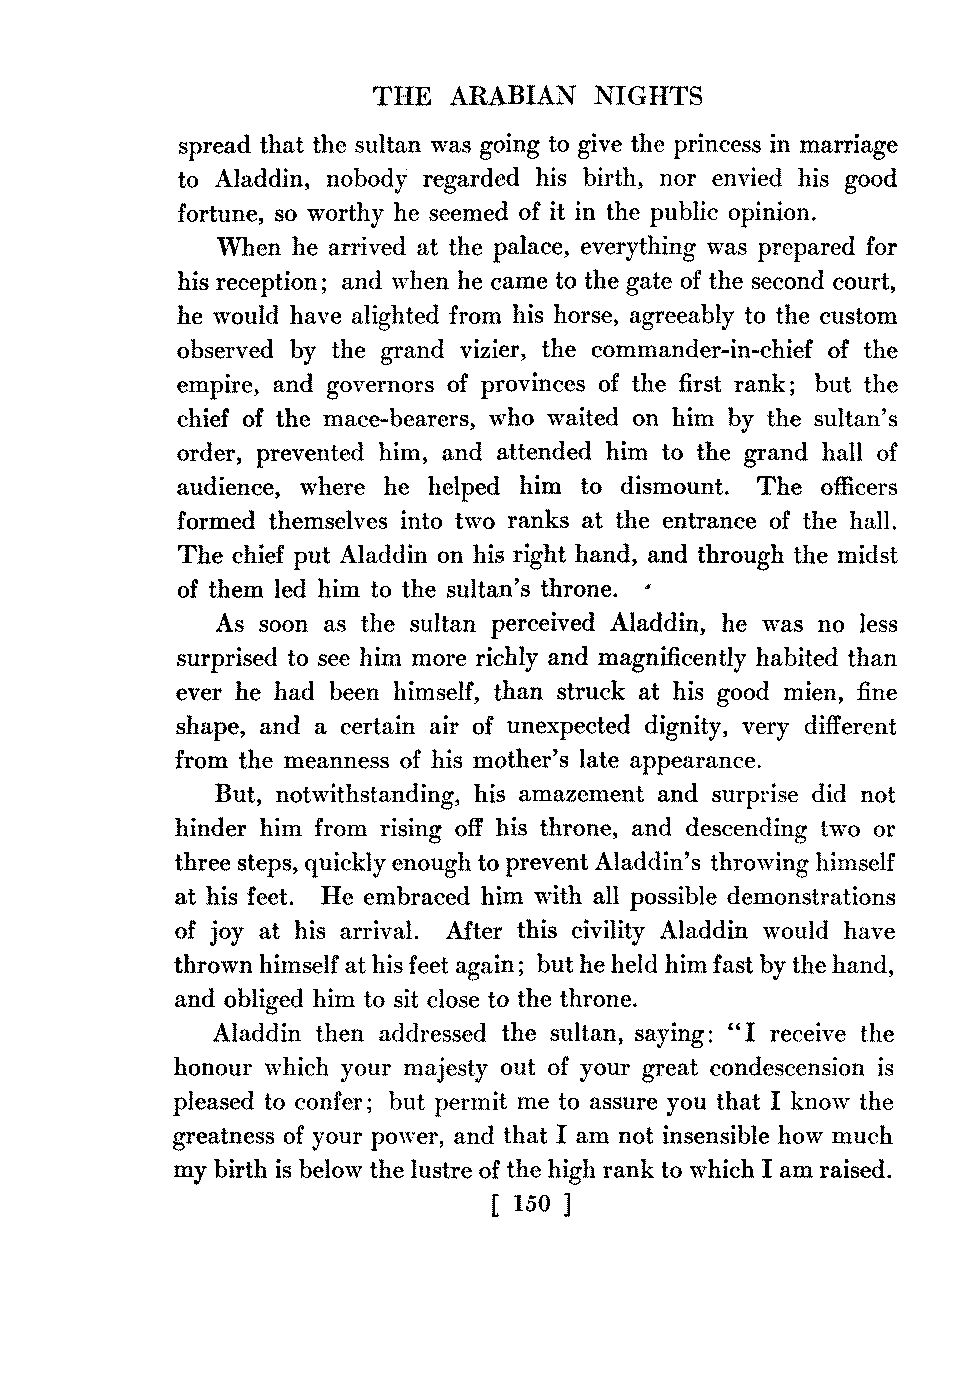 THE ARABIAN NIGHTS
spread that the sultan was going to give the princess in marriage
to Aladdin, nobody regarded his birth, nor envied his good
fortune, so worthy he seemed of it in the public opinion.
When he arrived at the palace, everything was prepared for
his reception; and when he came to the gate of the second court,
he would have alighted from his horse, agreeably to the custom
observed by the grand vizier, the commander-in-chief of the
empire, and governors of provinces of the first rank; but the
chief of the mace-bearers, who waited on him by the sultan's
order, prevented him, and attended him to the grand hall of
audience, where he helped him to dismount. The officers
formed themselves into two ranks at the entrance of the hall.
The chief put Aladdin on his right hand, and through the midst
of them led him to the sultan's throne.
As soon as the sultan perceived Aladdin, he was no less
surprised to see him more richly and magnificently habited than
ever he had been himself, than struck at his good mien, fine
shape, and a certain air of unexpected dignity, very different
from the meanness of his mother's late appearance.
But, notwithstanding, his amazement and surprise did not
hinder him from rising off his throne, and descending two or
three steps, quickly enough to prevent Aladdin's throwing himself
at his feet. He embraced him with all possible demonstrations
of joy at his arrival. After this civility Aladdin would have
thrown himself at his feet again; but he held him fast by the hand,
and obliged him to sit close to the throne.
Aladdin then addressed the sultan, saying: "I receive the
honour which your majesty out of your great condescension is
pleased to confer; but permit me to assure you that I know the
greatness of your power, and that I am not insensible how much
my birth is below the lustre of the high rank to which I am raised.
[ 150 ]